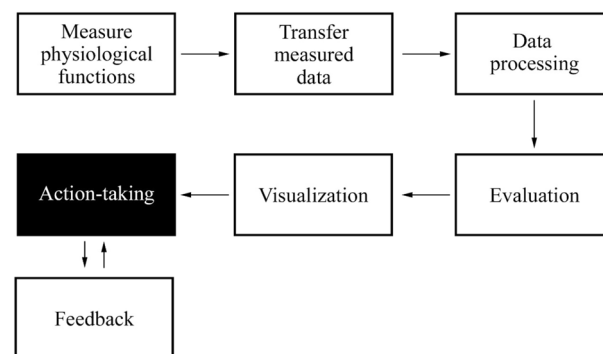 Measure
physiological
functions
Transfer
measured
data
Data
processing
Action-taking
Visualization
Evaluation
Feedback